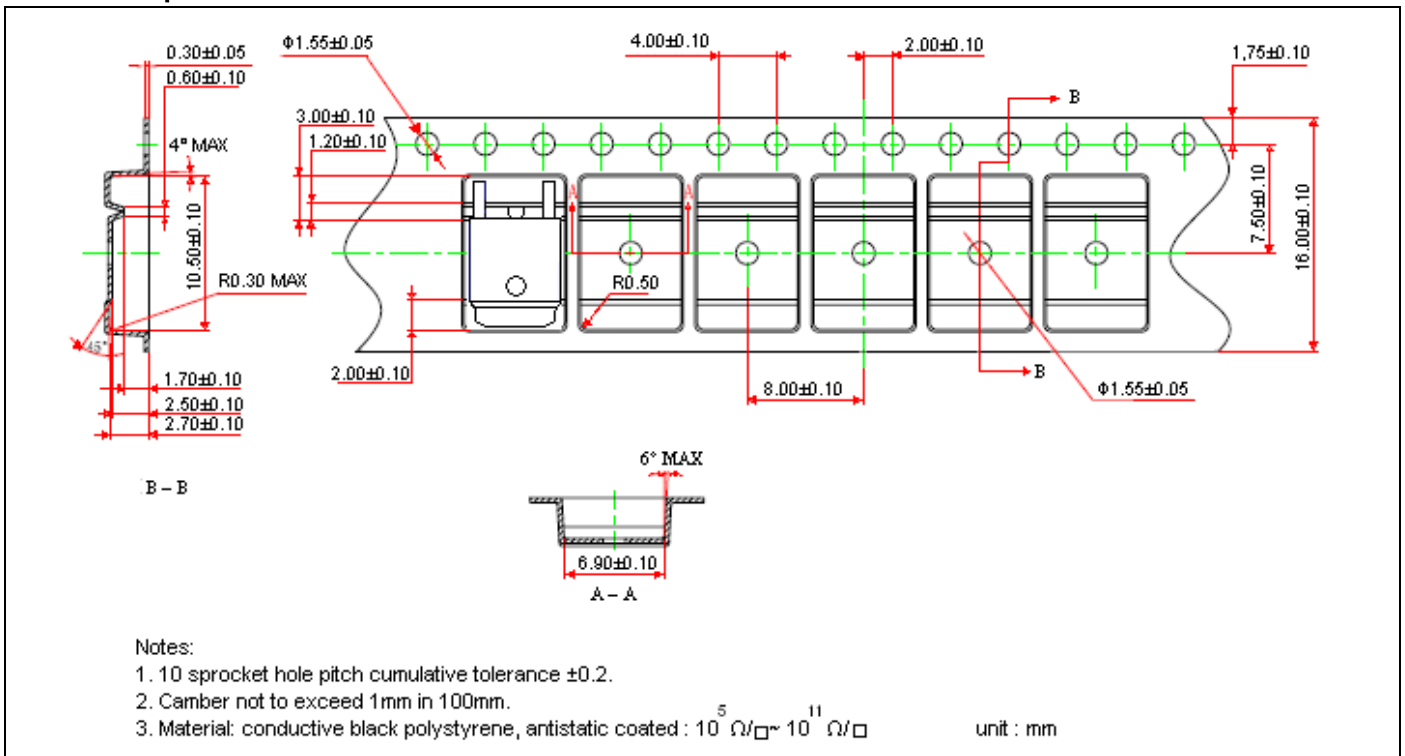 0.30±0.05
0.60±0.10
Φ1.55±0.05
4.00±0.10
2.00±0.10
1,75±0.10
B
3.00±0.10
1.20±0.10
4° MAX
A
A
10.50±0.10
7.50±0.10
16.00±0.10
R0.30 MAX
R0.50
45°
1.70±0.10
2.00±0.10
B
8.00±0.10
Φ1.55±0.05
2.50±0.10
2.70±0.10
B – B
6° MAX
6.90±0.10
A – A
Notes:
1. 10 sprocket hole pitch cumulative tolerance ±0.2.
2. Camber not to exceed 1mm in 100mm.
3. Material: conductive black polystyrene, antistatic coated : 10⁵ Ω/□~ 10¹¹ Ω/□ unit : mm